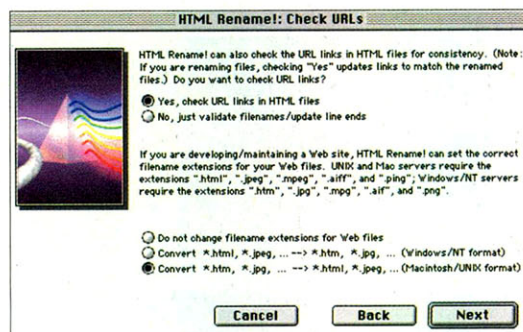 HTML Rename!: Check URLs
HTML Rename! can also check the URL links in HTML files for consistency. (Note:
If you are renaming files, checking "Yes" updates links to match the renamed
files.) Do you want to check URL links?
Yes, check URL links in HTML files
No, just validate filenames/update line ends
If you are developing/maintaining a Web site, HTML Rename! can set the correct
filename extensions for your Web files. UNIX and Mac servers require the
extensions ".html", ".jpeg", ".mpeg", ".aiff", and ".ping"; Windows/NT servers
require the extensions ".htm", ".jpg", ".mpg", ".aif", and ".png".
Do not change filename extensions for Web files
Convert *.html, *.jpeg, ... --> *.htm, *.jpg, ... (Windows/NT format)
Convert *.htm, *.jpg, ... --> *.html, *.jpeg, ... (Macintosh/UNIX format)
Cancel
Back
Next